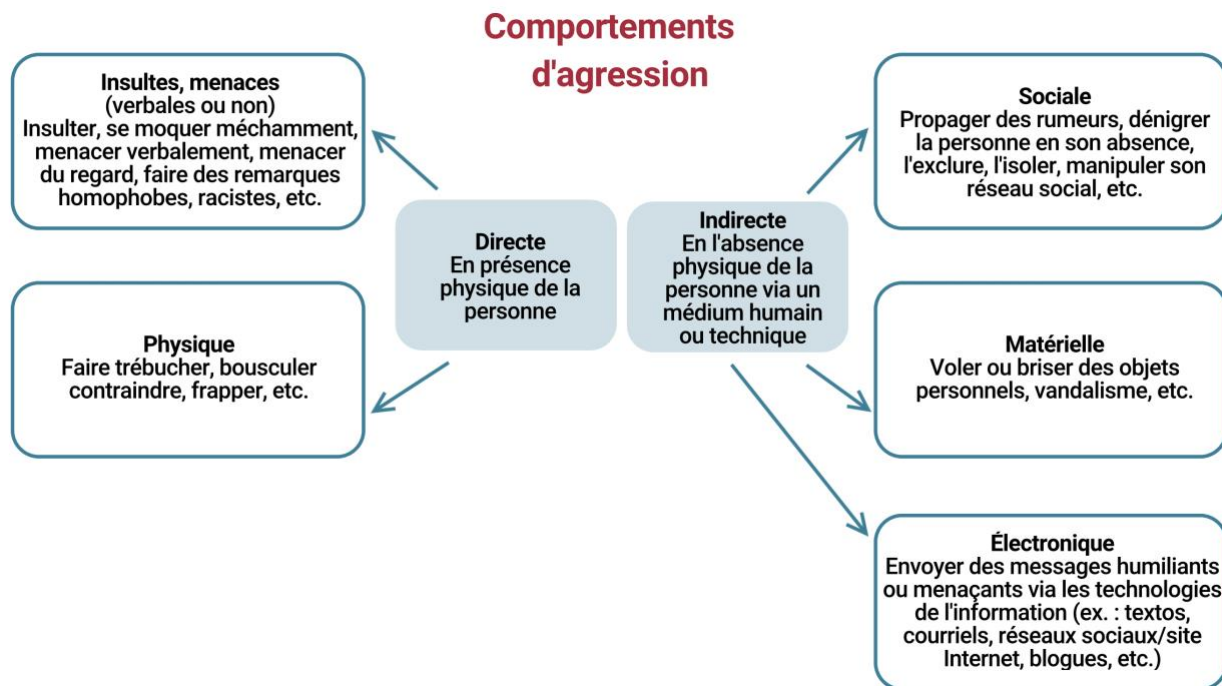 Comportements
d'agression
Insultes, menaces
(verbales ou non)
Insulter, se moquer méchamment,
menacer verbalement, menacer
du regard, faire des remarques
homophobes, racistes, etc.
Physique
Faire trébucher, bousculer
contraindre, frapper, etc.
Directe
En présence
physique de la
personne
Indirecte
En l'absence
physique de la
personne via un
médium humain
ou technique
Sociale
Propager des rumeurs, dénigrer
la personne en son absence,
l'exclure, l'isoler, manipuler son
réseau social, etc.
Matérielle
Voler ou briser des objets
personnels, vandalisme, etc.
Électronique
Envoyer des messages humiliants
ou menaçants via les technologies
de l'information (ex. : textos,
courriels, réseaux sociaux/site
Internet, blogues, etc.)